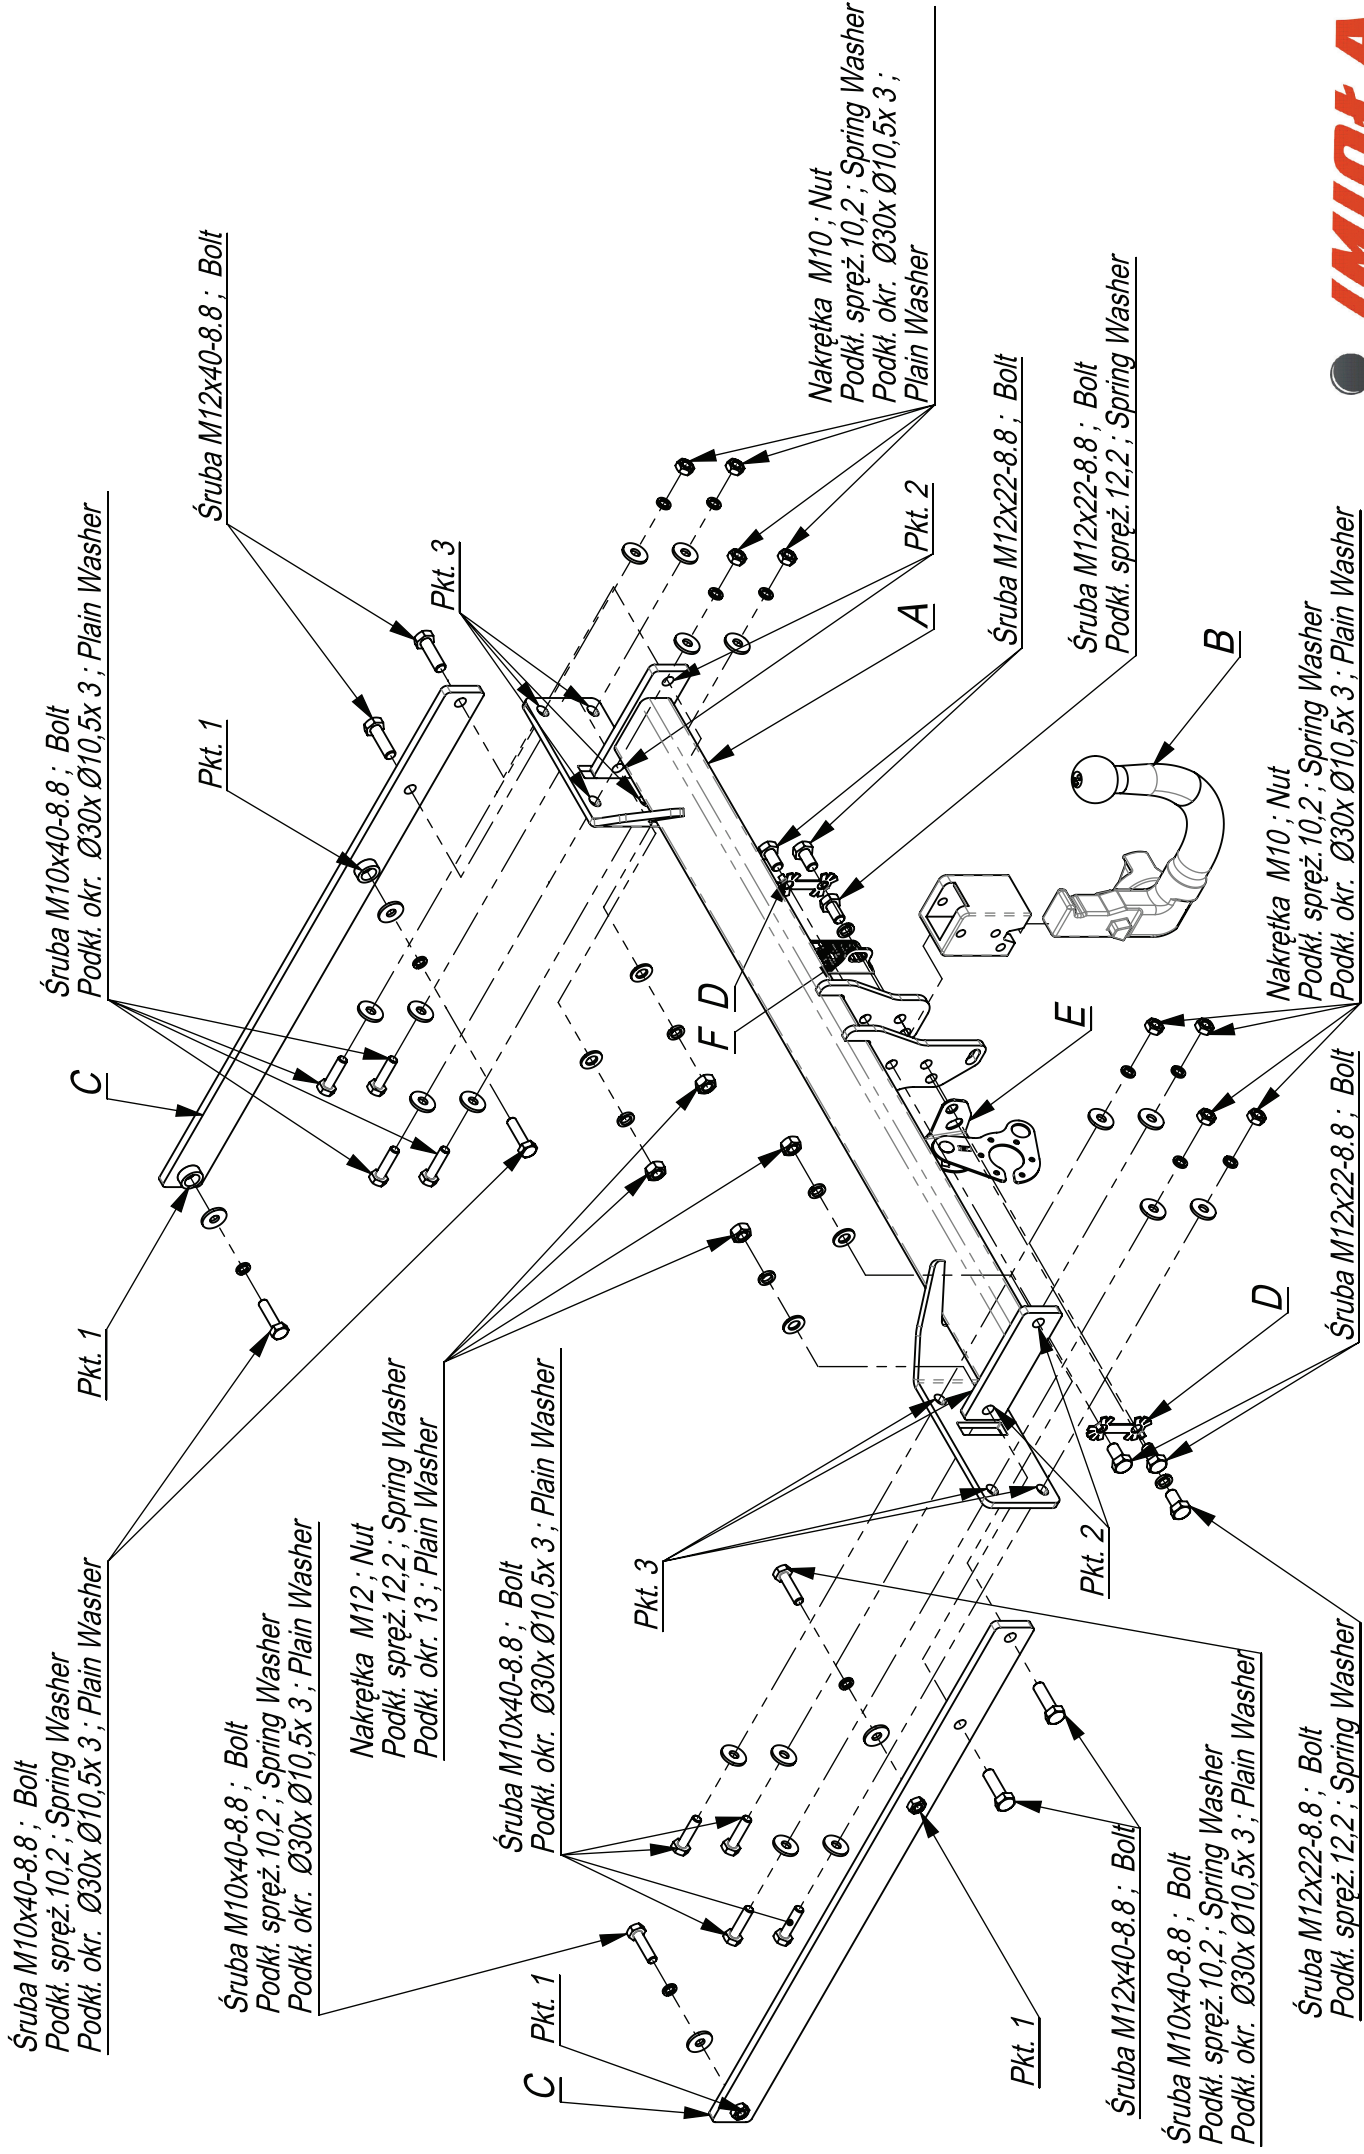 Śruba M10x40-8.8 ; Bolt
Podkł. spręż.10,2 ; Spring Washer
Podkł. okr. Ø30x Ø10,5x 3 ; Plain Washer
Pkt. 1
C
Śruba M10x40-8.8 ; Bolt
Podkł. okr. Ø30x Ø10,5x 3 ; Plain Washer
Pkt. 1
Śruba M12x40-8.8 ; Bolt
Śruba M10x40-8.8 ; Bolt
Podkł. spręż.10,2 ; Spring Washer
Podkł. okr. Ø30x Ø10,5x 3 ; Plain Washer
Nakrętka M12 ; Nut
Podkł. spręż.12,2 ; Spring Washer
Podkł. okr. 13 ; Plain Washer
Pkt. 3
Śruba M10x40-8.8 ; Bolt
Podkł. okr. Ø30x Ø10,5x 3 ; Plain Washer
C
Pkt. 1
Pkt. 3
F
D
Nakrętka M10 ; Nut
Podkł. spręż.10,2 ; Spring Washer
Podkł. okr. Ø30x Ø10,5x 3 ;
Plain Washer
A
Pkt. 2
Śruba M12x22-8.8 ; Bolt
Pkt. 1
Pkt. 2
E
Śruba M12x22-8.8 ; Bolt
Podkł. spręż.12,2 ; Spring Washer
Śruba M12x40-8.8 ; Bolt
B
Śruba M10x40-8.8 ; Bolt
Podkł. spręż.10,2 ; Spring Washer
Podkł. okr. Ø30x Ø10,5x 3 ; Plain Washer
D
Nakrętka M10 ; Nut
Podkł. spręż.10,2 ; Spring Washer
Podkł. okr. Ø30x Ø10,5x 3 ; Plain Washer
Śruba M12x22-8.8 ; Bolt
Podkł. spręż.12,2 ; Spring Washer
Śruba M12x22-8.8 ; Bolt